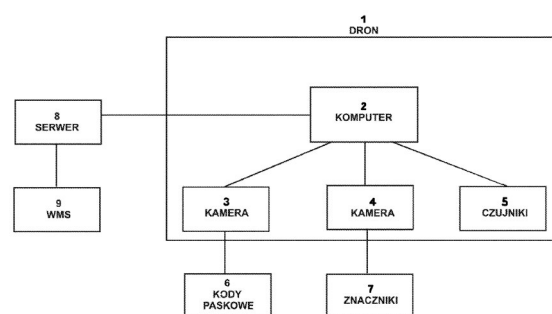 1
DRON
2
KOMPUTER
8
SERWER
9
WMS
3
KAMERA
4
KAMERA
5
CZUJNIKI
6
KODY
PASKOWE
7
ZNACZNIKI